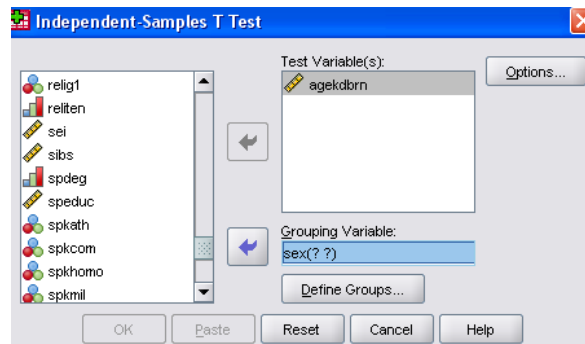 Independent-Samples T Test
relig1
reliten
sei
sibs
spdeg
speduc
spkath
spkcom
spkhomo
spkmil
Test Variable(s):
agekdbrn
Options...
Grouping Variable:
sex(? ?)
Define Groups...
OK
Paste
Reset
Cancel
Help